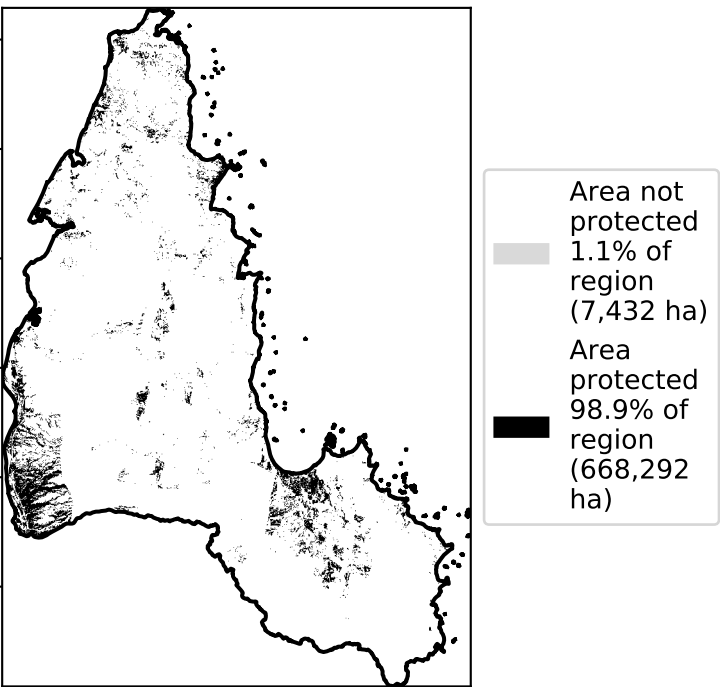 Area not
protected
1.1% of
region
(7,432 ha)
Area
protected
98.9% of
region
(668,292
ha)